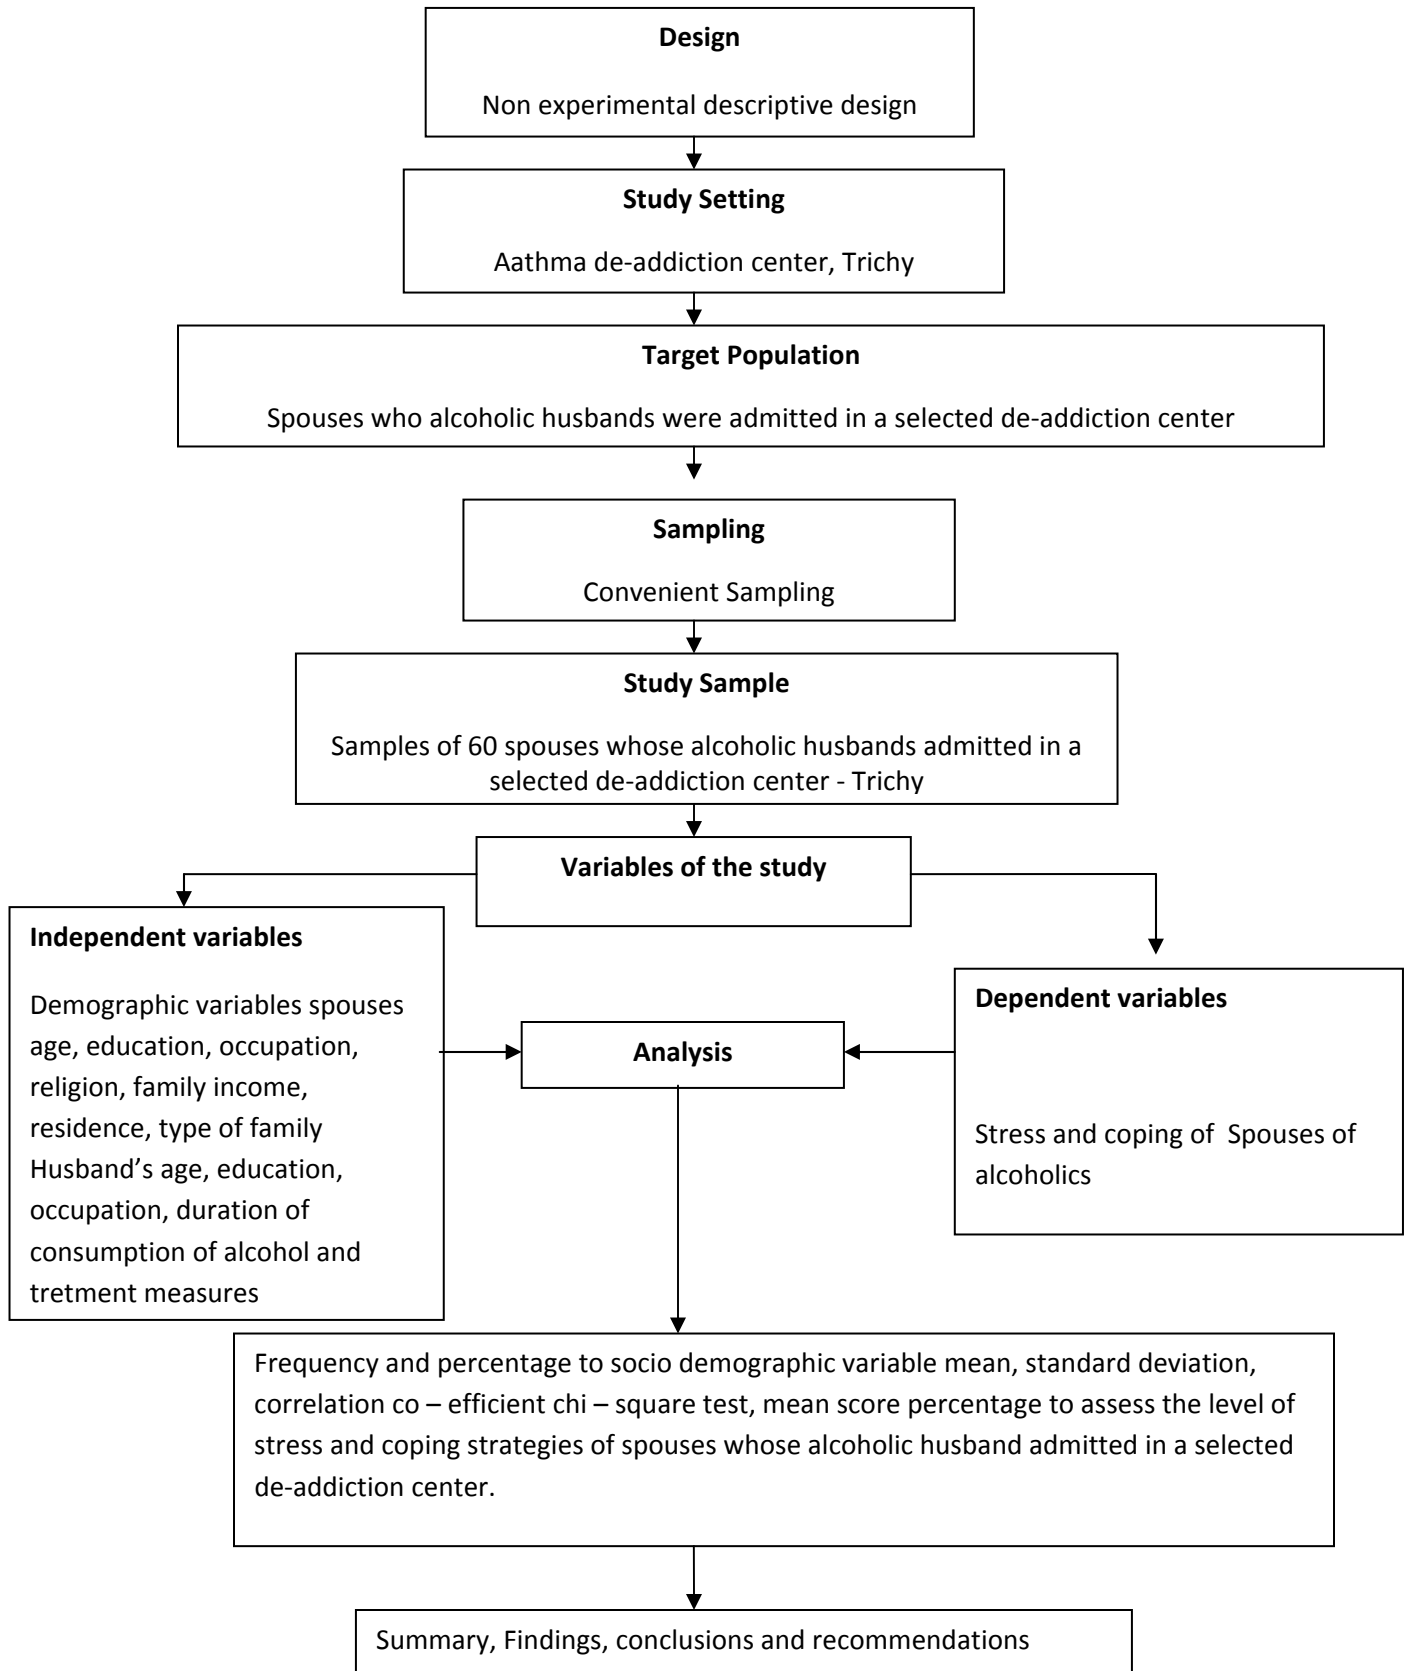 Design
Non experimental descriptive design
Study Setting
Aathma de-addiction center, Trichy
Target Population
Spouses who alcoholic husbands were admitted in a selected de-addiction center
Sampling
Convenient Sampling
Study Sample
Samples of 60 spouses whose alcoholic husbands admitted in a
selected de-addiction center - Trichy
Variables of the study
Independent variables
Demographic variables spouses
age, education, occupation,
religion, family income,
residence, type of family
Husband’s age, education,
occupation, duration of
consumption of alcohol and
tretment measures
Analysis
Dependent variables
Stress and coping of  Spouses of
alcoholics
Frequency and percentage to socio demographic variable mean, standard deviation,
correlation co – efficient chi – square test, mean score percentage to assess the level of
stress and coping strategies of spouses whose alcoholic husband admitted in a selected
de-addiction center.
Summary, Findings, conclusions and recommendations